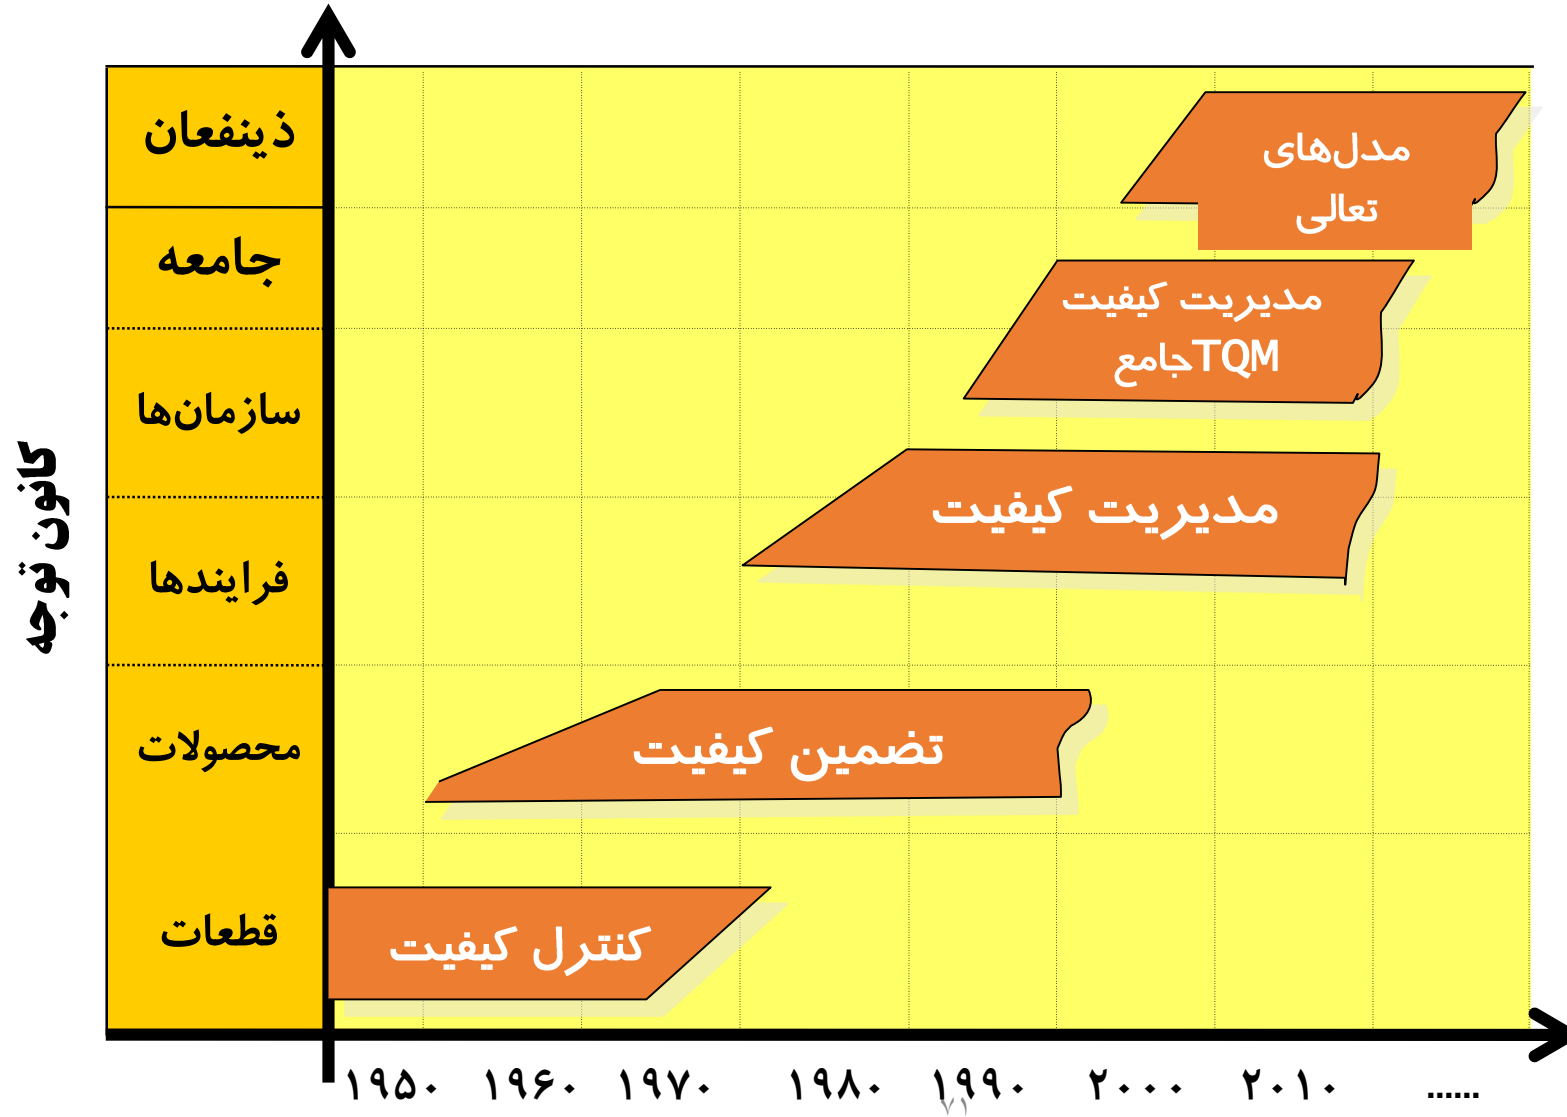 ذینفعان
مدل‌های
تعالی
جامعه
مدیریت کیفیت
جامعTQM
سازمان‌ها
مدیریت کیفیت
فرایندها
کانون توجه
محصولات
تضمین کیفیت
قطعات
کنترل کیفیت
۱۹۵۰ ۱۹۶۰ ۱۹۷۰ ۱۹۸۰ ۱۹۹۰ ۲۰۰۰ ۲۰۱۰ ......
۷۱